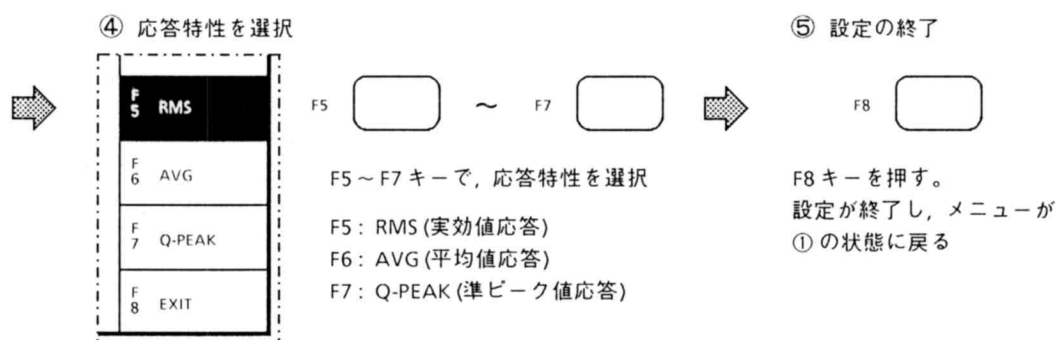 ④ 応答特性を選択
F5 RMS
F6 AVG
F7 Q-PEAK
F8 EXIT
F5 ～ F7
F5～F7キーで，応答特性を選択
F5：RMS(実効値応答)
F6：AVG(平均値応答)
F7：Q-PEAK(準ピーク値応答)
⑤ 設定の終了
F8
F8キーを押す。
設定が終了し，メニューが
①の状態に戻る